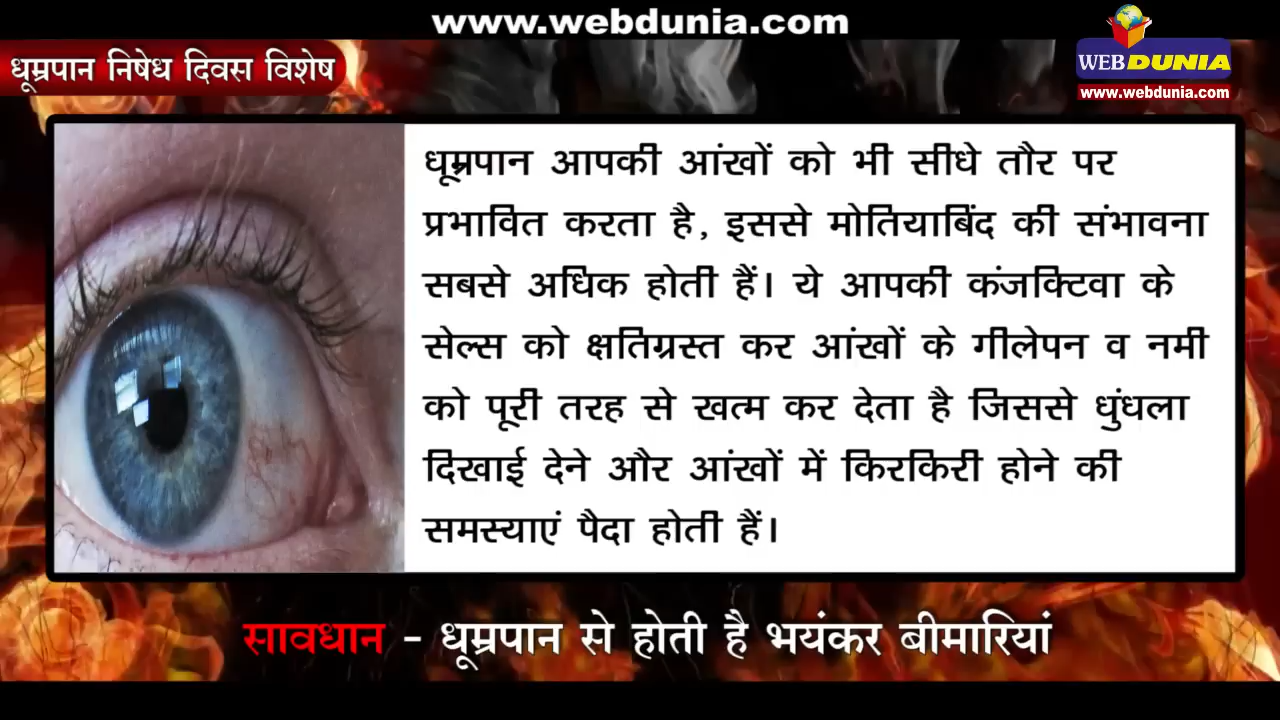 www.webdunia.com
धूम्रपान निषेध दिवस विशेष
WEBDUNIA
www.webdunia.com
धूम्रपान आपकी आंखों को भी सीधे तौर पर
प्रभावित करता है, इससे मोतियाबिंद की संभावना
सबसे अधिक होती हैं। ये आपकी कंजक्टिवा के
सेल्स को क्षतिग्रस्त कर आंखों के गीलेपन व नमी
को पूरी तरह से खत्म कर देता है जिससे धुंधला
दिखाई देने और आंखों में किरकिरी होने की
समस्याएं पैदा होती हैं।
सावधान - धूम्रपान से होती है भयंकर बीमारियां